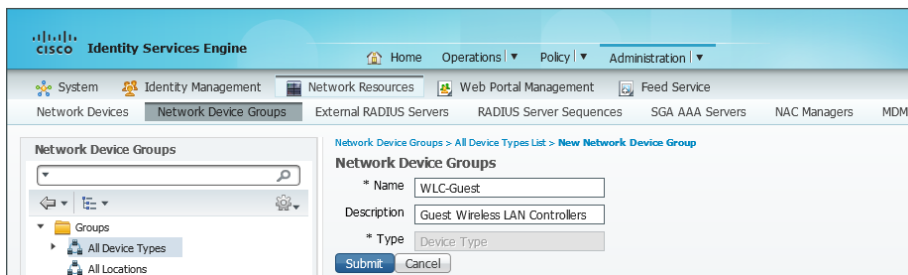 CISCO Identity Services Engine
Home Operations | ▼ Policy | ▼ Administration | ▼
System Identity Management Network Resources Web Portal Management Feed Service
Network Devices Network Device Groups External RADIUS Servers RADIUS Server Sequences SGA AAA Servers NAC Managers MDM
Network Device Groups
Groups
All Device Types
All Locations
Network Device Groups > All Device Types List > New Network Device Group
Network Device Groups
* Name WLC-Guest
Description Guest Wireless LAN Controllers
* Type Device Type
Submit Cancel